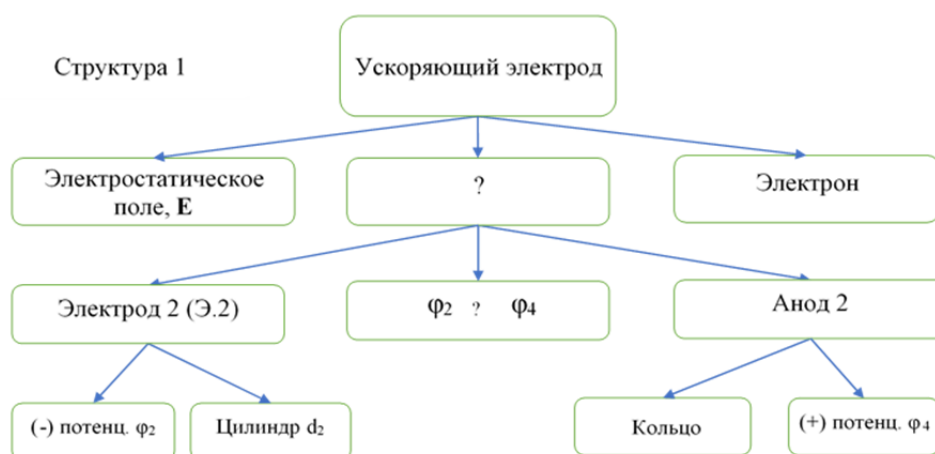 Структура 1
Ускоряющий электрод
Электростатическое
поле, E
?
Электрон
Электрод 2 (Э.2)
φ₂ ? φ₄
Анод 2
(-) потенц. φ₂
Цилиндр d₂
Кольцо
(+) потенц. φ₄